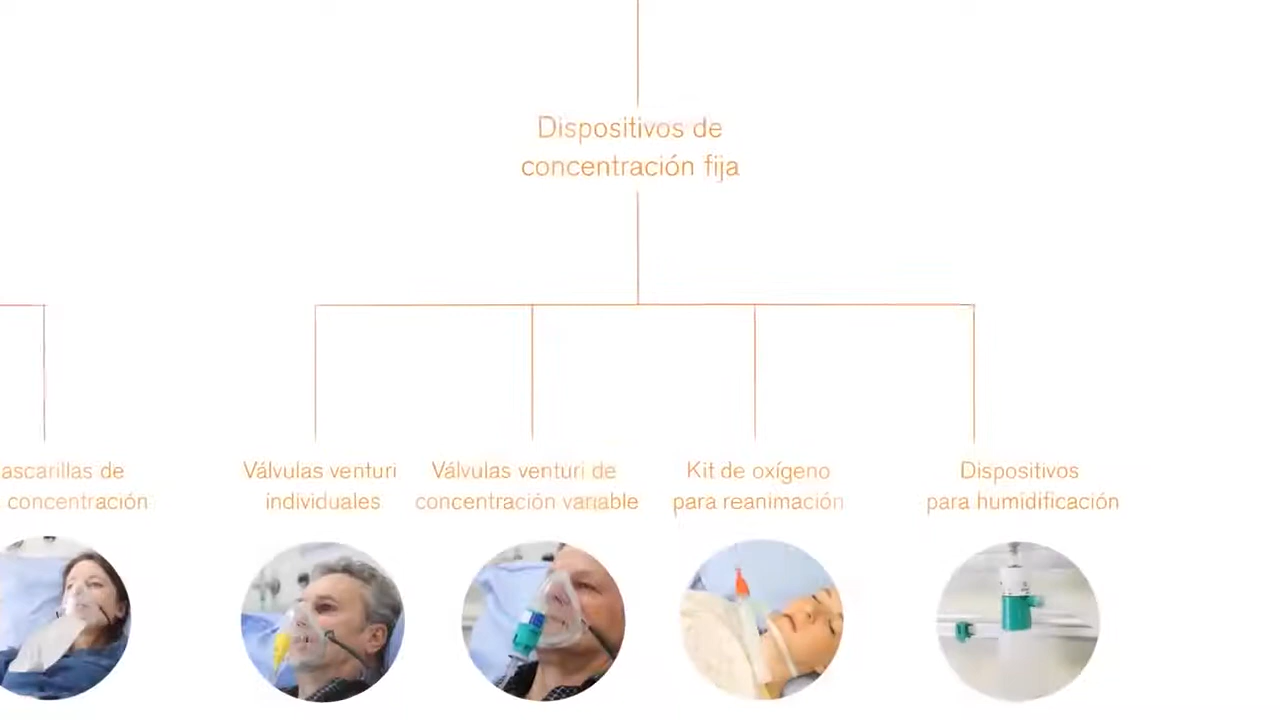 Dispositivos de
concentración fija
ascarillas de
concentración
Válvulas venturi
individuales
Válvulas venturi de
concentración variable
Kit de oxígeno
para reanimación
Dispositivos
para humidificación